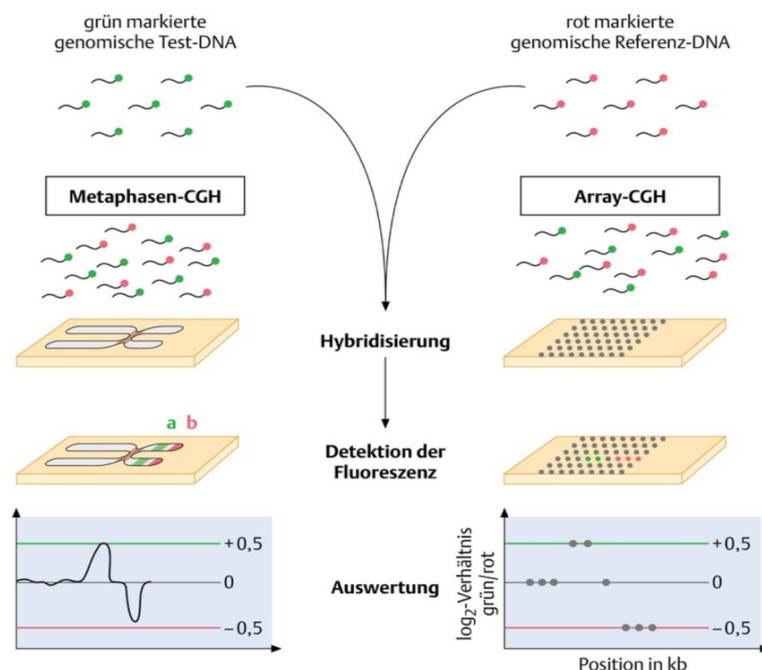 grün markierte
genomische Test-DNA
rot markierte
genomische Referenz-DNA
Metaphasen-CGH
Array-CGH
Hybridisierung
a b
Detektion der
Fluoreszenz
+ 0,5
0
– 0,5
Auswertung
log₂-Verhältnis
grün/rot
+ 0,5
0
– 0,5
Position in kb